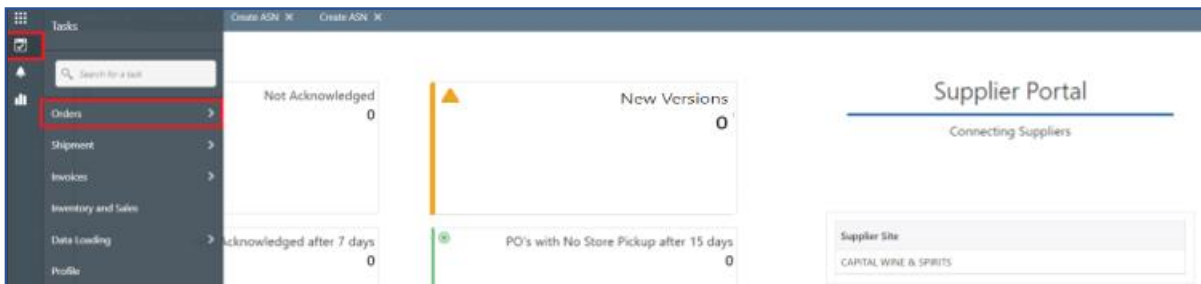 Tasks
Create ASN
Create ASN
Search for a task
Orders
Shipment
Invoices
Inventory and Sales
Data Loading
Profile
Not Acknowledged
0
New Versions
0
Acknowledged after 7 days
0
PO's with No Store Pickup after 15 days
0
Supplier Portal
Connecting Suppliers
Supplier Site
CAPITAL WINE & SPIRITS